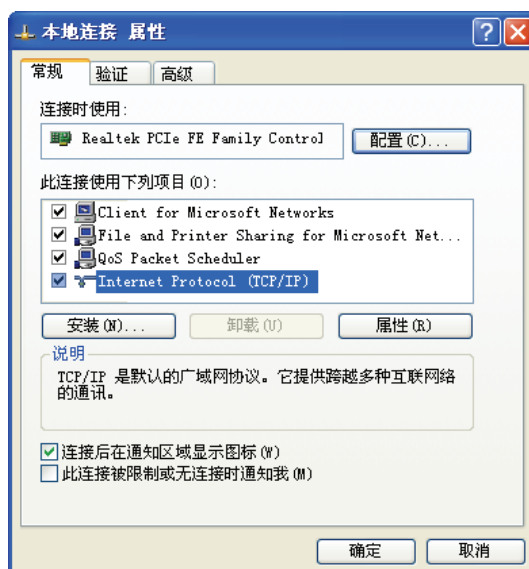 本地连接 属性
常规 验证 高级
连接时使用:
Realtek PCIe FE Family Control
配置(C)...
此连接使用下列项目(O):
Client for Microsoft Networks
File and Printer Sharing for Microsoft Net...
QoS Packet Scheduler
Internet Protocol (TCP/IP)
安装(N)... 卸载(U) 属性(R)
说明
TCP/IP 是默认的广域网协议。它提供跨越多种互联网络
的通讯。
连接后在通知区域显示图标(W)
此连接被限制或无连接时通知我(M)
确定 取消